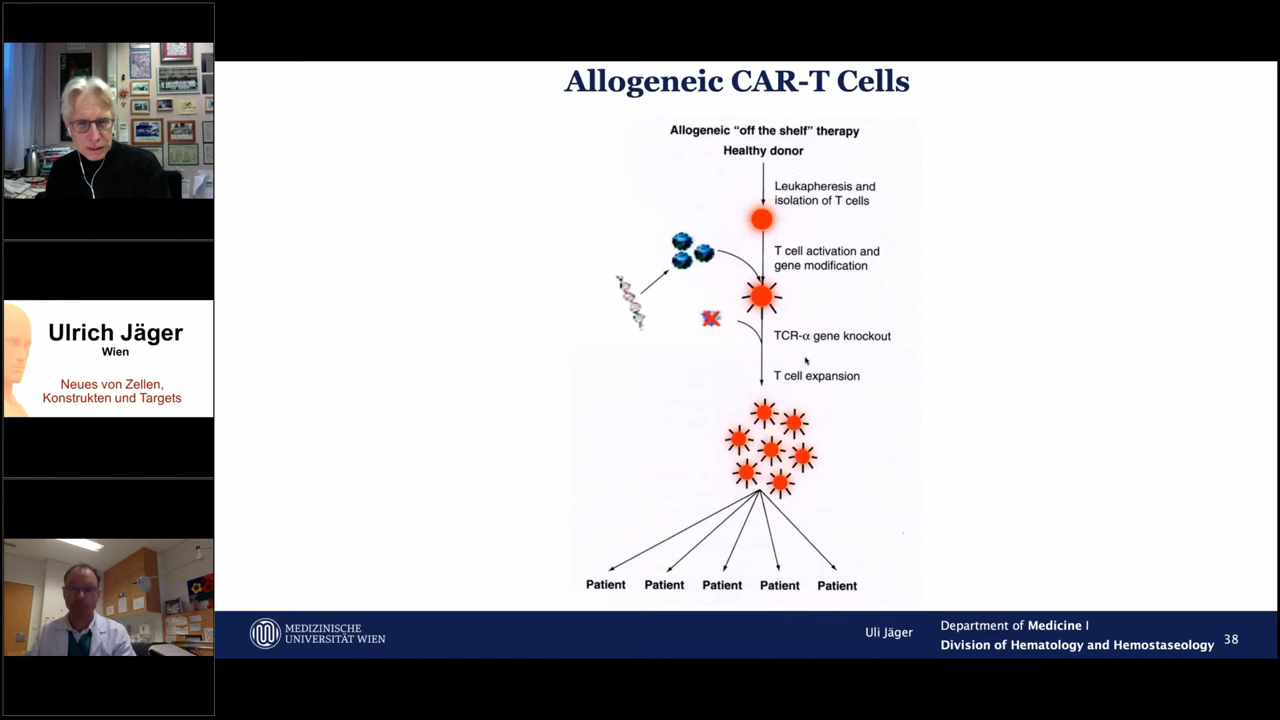 Allogeneic CAR-T Cells
Allogeneic “off the shelf” therapy
Healthy donor
Leukapheresis and
isolation of T cells
T cell activation and
gene modification
TCR-α gene knockout
T cell expansion
Patient
Patient
Patient
Patient
Patient
Ulrich Jäger
Wien
Neues von Zellen,
Konstrukten und Targets
MEDIZINISCHE
UNIVERSITÄT WIEN
Uli Jäger
Department of Medicine I
Division of Hematology and Hemostaseology
38